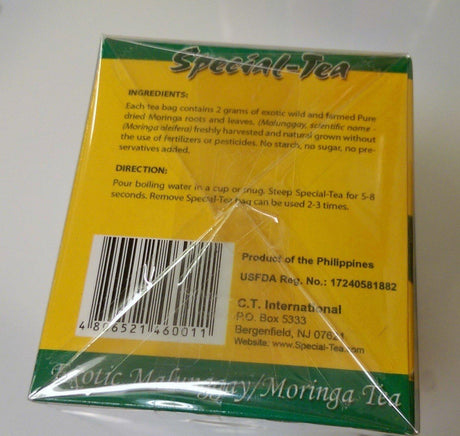 Special-Tea
INGREDIENTS:
Each tea bag contains 2 grams of exotic wild and farmed Pure
dried Moringa roots and leaves, (Malunggay, scientific name -
(Moringa oleifera) freshly harvested and natural grown without
the use of Fertilizers or pesticides. No starch, no sugar, no pre-
servatives added.
DIRECTION:
Pour boiling water in a cup or mug. Steep Special-Tea for 5-8
seconds. Remove Special-Tea bag can be used 2-3 times.
Product of the Philippines
USFDA Reg. No.: 17240581882
C.T. International
P.O. Box 5333
Bergenfield, NJ 07621
Website: www.Special-Tea.com
4 806521 460011
Exotic Malunggay/Moringa Tea